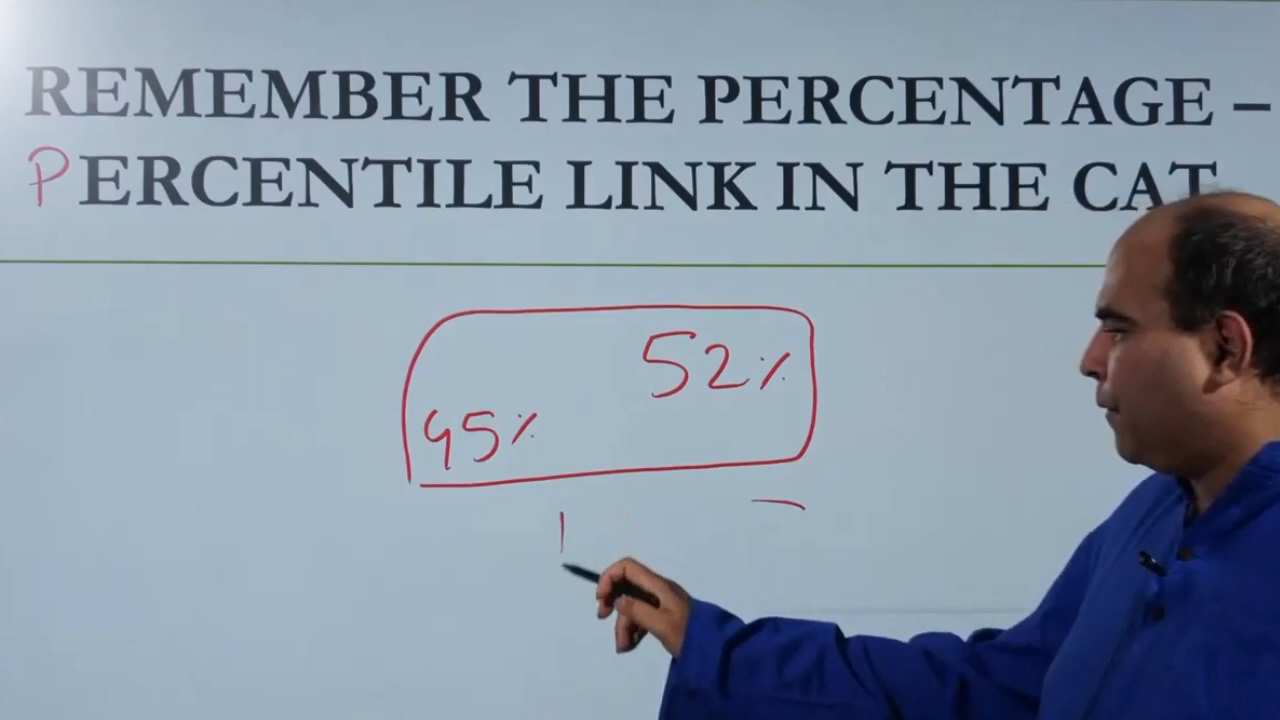 REMEMBER THE PERCENTAGE –
PERCENTILE LINK IN THE CAT
52%
45%